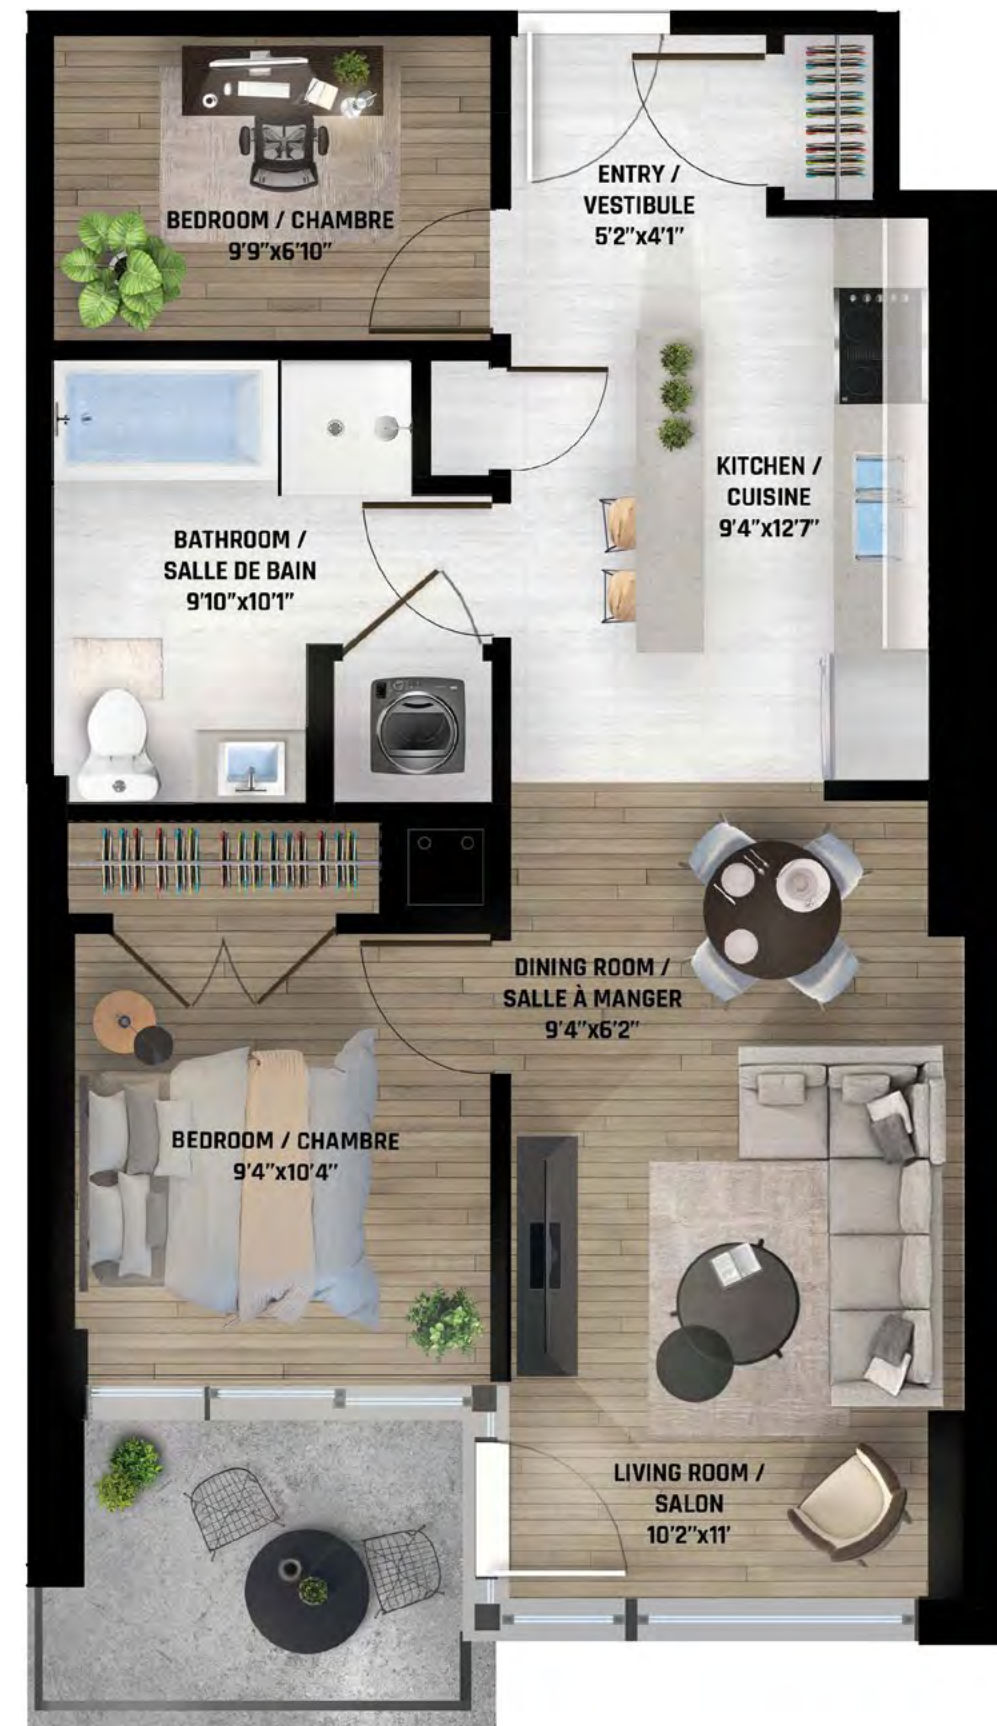 BEDROOM / CHAMBRE
9'9"x6'10"
ENTRY /
VESTIBULE
5'2"x4'1"
KITCHEN /
CUISINE
9'4"x12'7"
BATHROOM /
SALLE DE BAIN
9'10"x10'1"
DINING ROOM /
SALLE À MANGER
9'4"x6'2"
BEDROOM / CHAMBRE
9'4"x10'4"
LIVING ROOM /
SALON
10'2"x11'